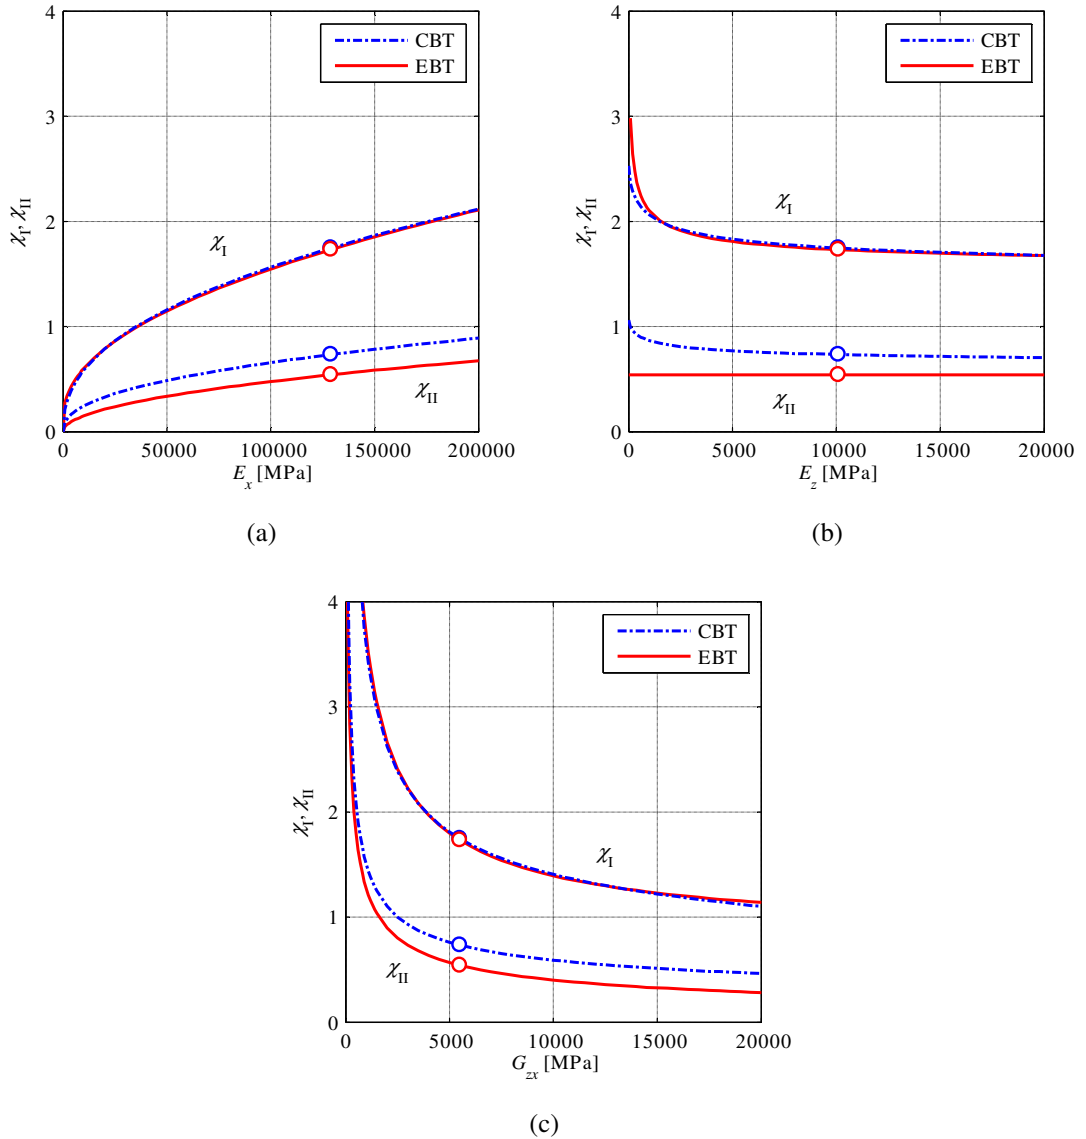 4
3
2
1
0
χI, χII
CBT
EBT
χI
χII
0 50000 100000 150000 200000
Ex [MPa]
(a)
4
3
2
1
0
χI, χII
CBT
EBT
χI
χII
0 5000 10000 15000 20000
Ez [MPa]
(b)
4
3
2
1
0
χI, χII
CBT
EBT
χI
χII
0 5000 10000 15000 20000
Gzx [MPa]
(c)